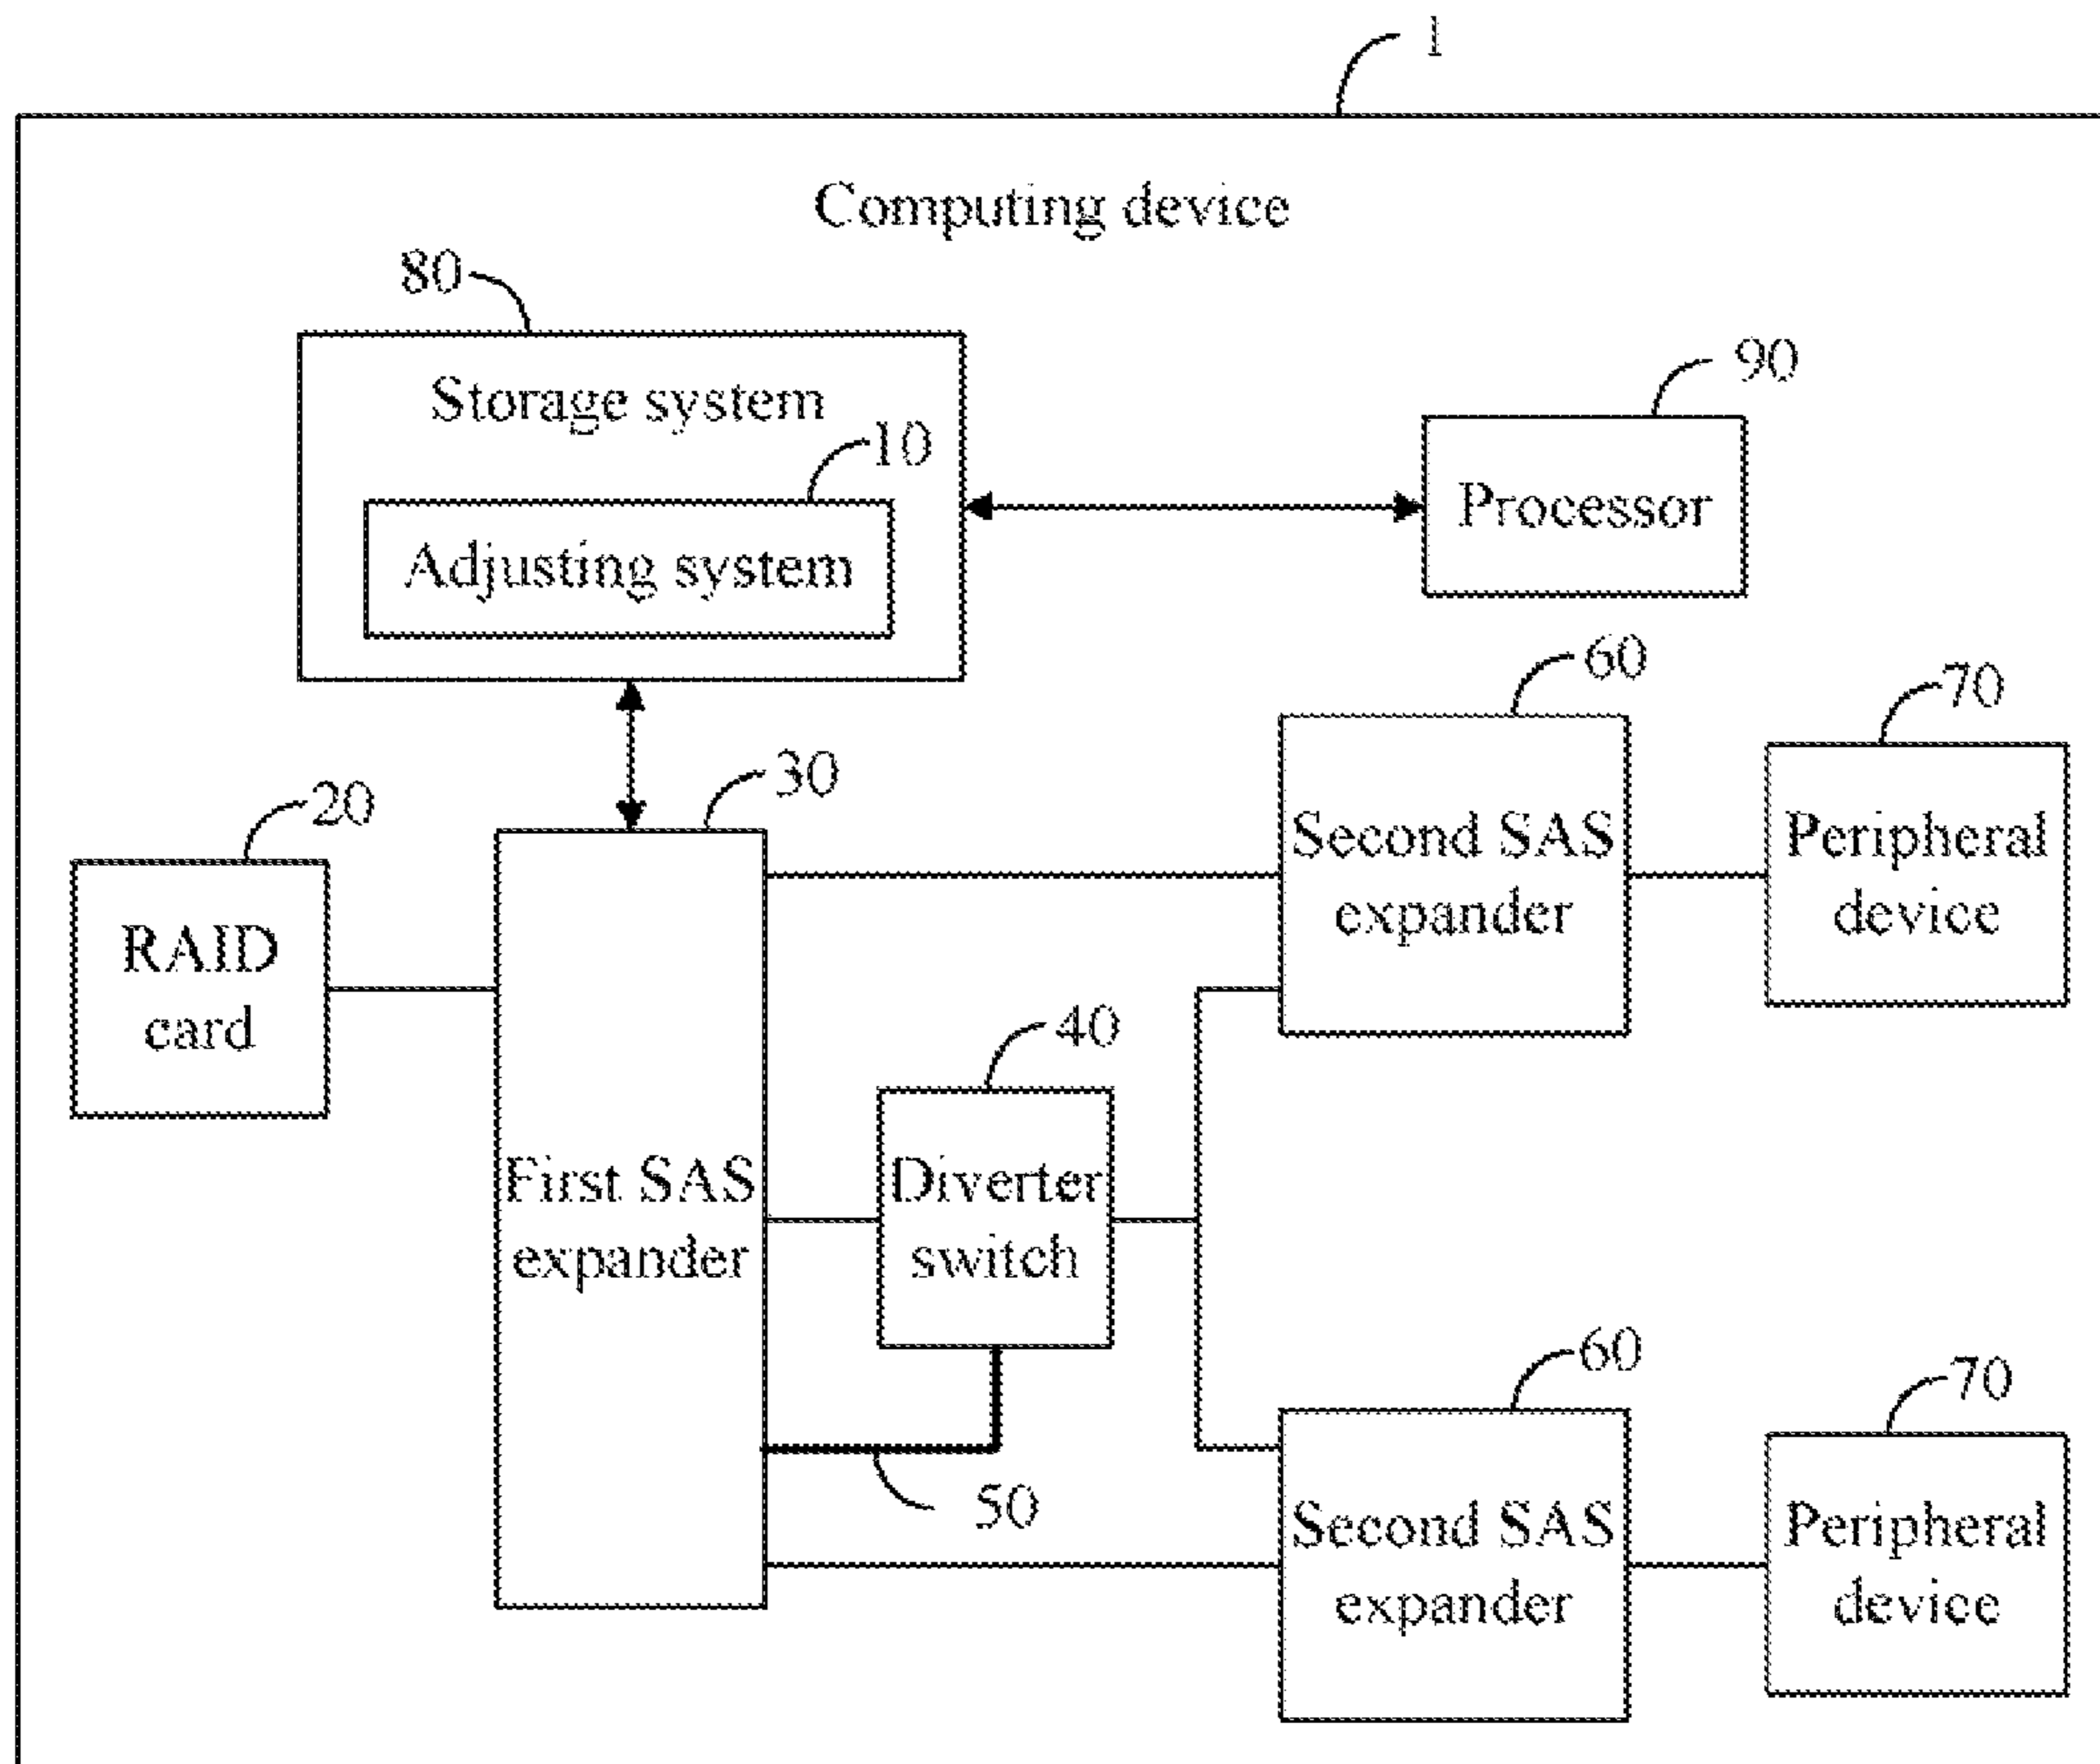 1
Computing device
80
Storage system
10
Adjusting system
90
Processor
60
70
30
20
Second SAS
expander
Peripheral
device
RAID
card
40
First SAS
expander
Diverter
switch
50
60
70
Second SAS
expander
Peripheral
device